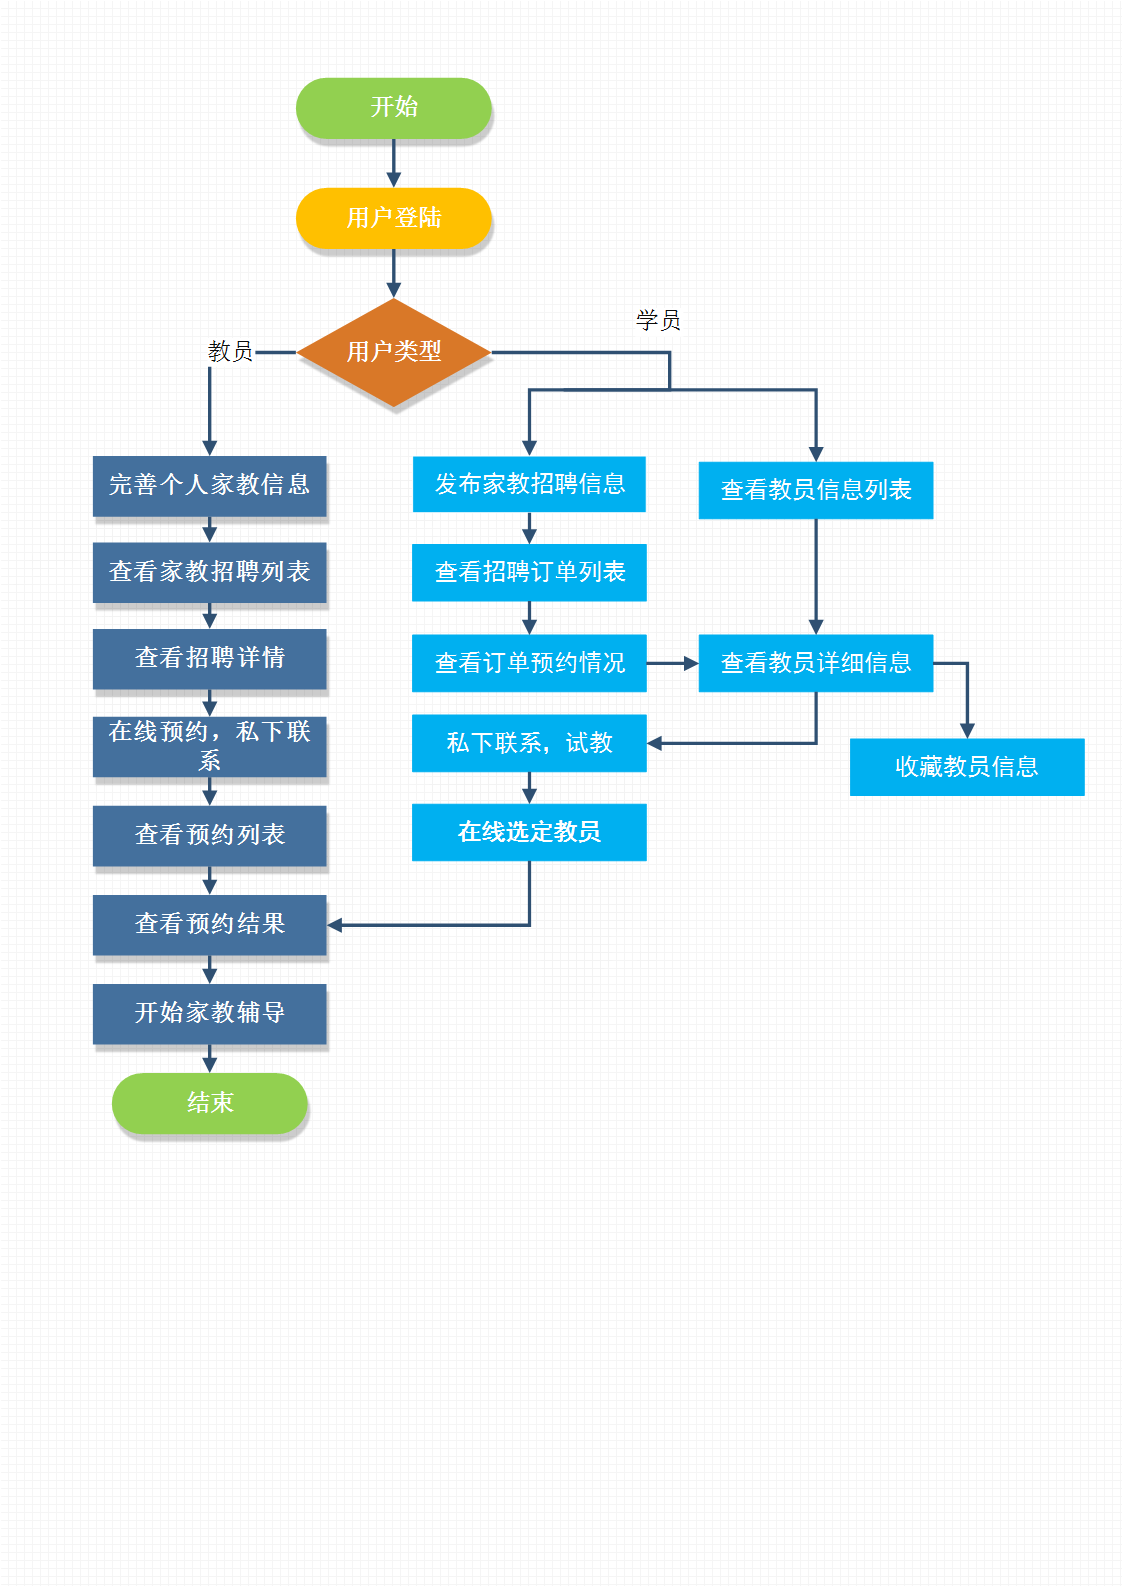 开始
用户登陆
学员
教员
用户类型
完善个人家教信息
发布家教招聘信息
查看教员信息列表
查看家教招聘列表
查看招聘订单列表
查看招聘详情
查看订单预约情况
查看教员详细信息
在线预约，私下联
系
私下联系，试教
收藏教员信息
查看预约列表
在线选定教员
查看预约结果
开始家教辅导
结束